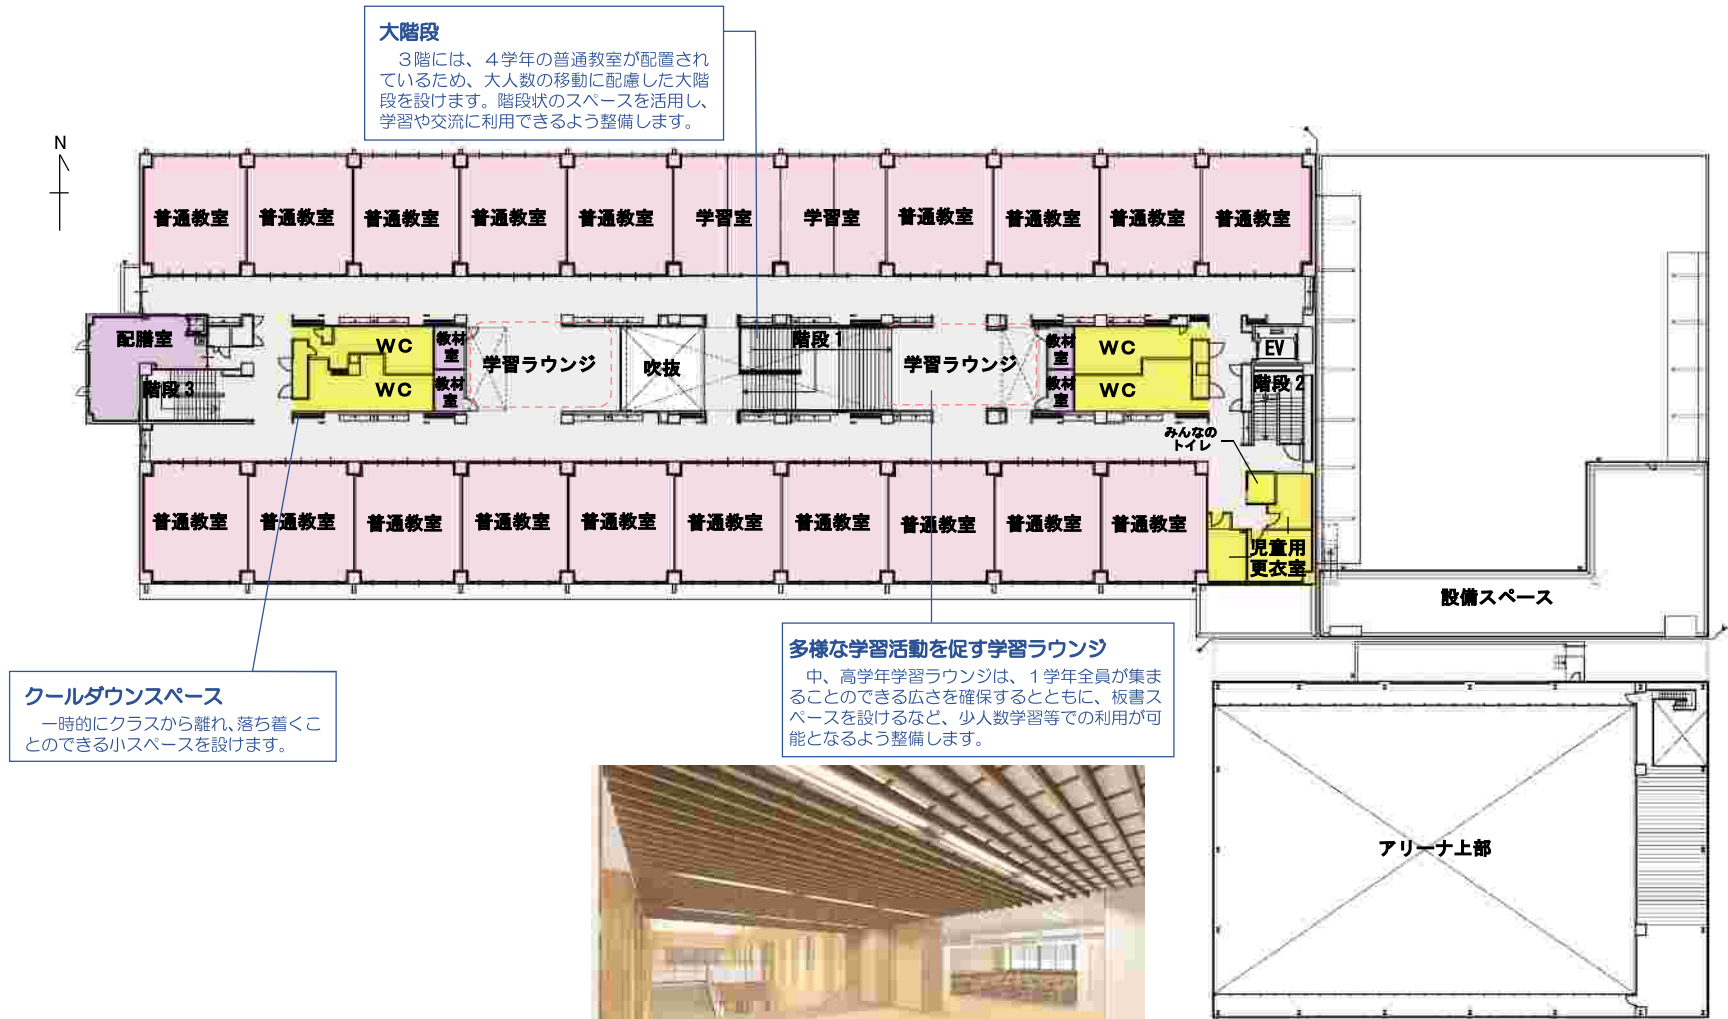 大階段
3階には、4学年の普通教室が配置され
ているため、大人数の移動に配慮した大階
段を設けます。階段状のスペースを活用し、
学習や交流に利用できるよう整備します。
N
普通教室 普通教室 普通教室 普通教室 普通教室 学習室 学習室 普通教室 普通教室 普通教室 普通教室
配膳室
階段3
WC
WC
教材室
教材室
学習ラウンジ
吹抜
階段1
学習ラウンジ
教材室
教材室
WC
WC
EV
階段2
みんなの
トイレ
普通教室 普通教室 普通教室 普通教室 普通教室 普通教室 普通教室 普通教室 普通教室 普通教室
児童用
更衣室
設備スペース
クールダウンスペース
一時的にクラスから離れ、落ち着くこ
とのできる小スペースを設けます。
多様な学習活動を促す学習ラウンジ
中、高学年学習ラウンジは、1学年全員が集ま
ることのできる広さを確保するとともに、板書ス
ペースを設けるなど、少人数学習等での利用が可
能となるよう整備します。
アリーナ上部